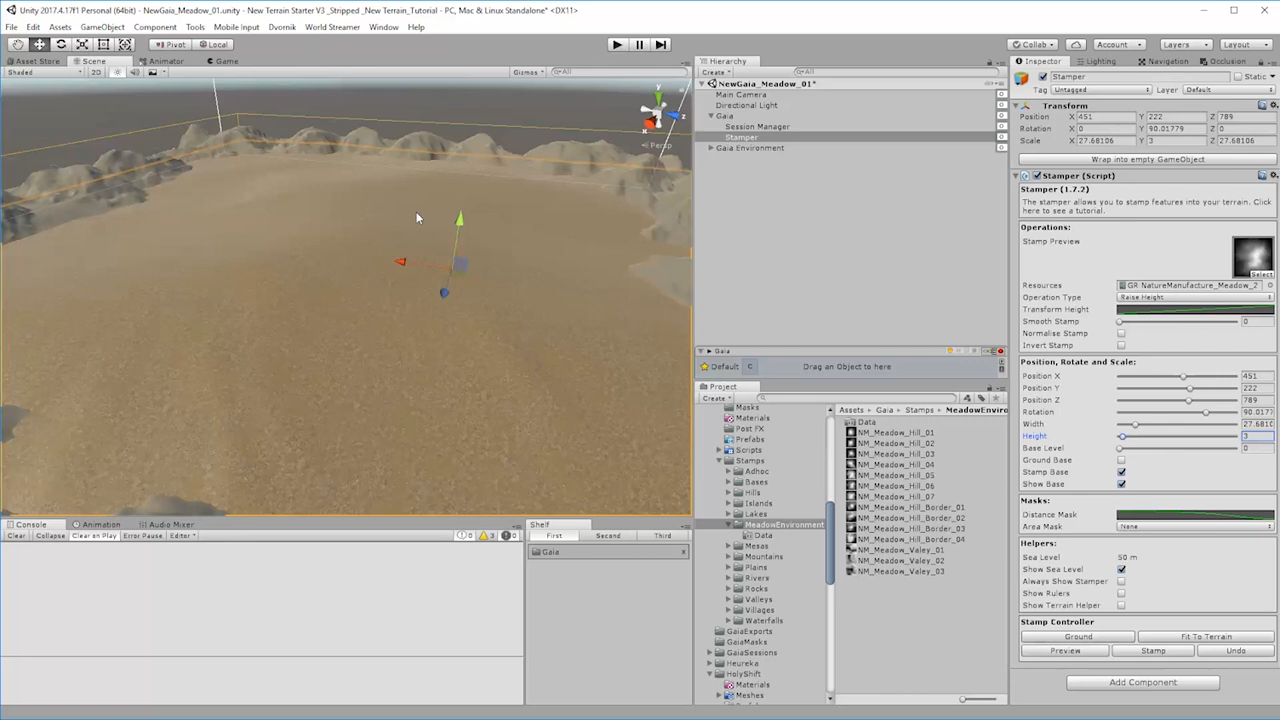 Unity 2017.4.17f1 Personal (64bit) - NewGaia_Meadow_01.unity - New Terrain Starter V3 _Stripped _New Terrain_Tutorial - PC, Mac & Linux Standalone* <DX11>
File Edit Assets GameObject Component Tools Mobile Input Dvornik World Streamer Window Help
Pivot Local Collab Account Layers Layout
Asset Store Scene Animator Game
Shaded 2D Gizmos All
y
z
x
Persp
Hierarchy
Create All
NewGaia_Meadow_01*
Main Camera
Directional Light
Gaia
Session Manager
Stamper
Gaia Environment
Gaia
Default C Drag an Object to here
Project
Create
Masks
Materials
Post FX
Prefabs
Scripts
Stamps
Adhoc
Bases
Hills
Islands
Lakes
MeadowEnvironment
Data
Mesas
Mountains
Plains
Rivers
Rocks
Valleys
Villages
Waterfalls
GaiaExports
GaiaMasks
GaiaSessions
Heureka
HolyShift
Materials
Meshes
Assets Gaia Stamps MeadowEnviro
Data
NM_Meadow_Hill_01
NM_Meadow_Hill_02
NM_Meadow_Hill_03
NM_Meadow_Hill_04
NM_Meadow_Hill_05
NM_Meadow_Hill_06
NM_Meadow_Hill_07
NM_Meadow_Hill_Border_01
NM_Meadow_Hill_Border_02
NM_Meadow_Hill_Border_03
NM_Meadow_Hill_Border_04
NM_Meadow_Valey_01
NM_Meadow_Valey_02
NM_Meadow_Valey_03
Console Animation Audio Mixer
Clear Collapse Clear on Play Error Pause Editor 0 3 0
Shelf
First Second Third
Gaia x
Inspector Lighting Navigation Occlusion
Stamper Static
Tag Untagged Layer Default
Transform
Position X 451 Y 222 Z 789
Rotation X 0 Y 90.01779 Z 0
Scale X 27.68106 Y 3 Z 27.68106
Wrap into empty GameObject
Stamper (Script)
Stamper (1.7.2)
The stamper allows you to stamp features into your terrain. Click
here to see a tutorial.
Operations:
Stamp Preview
Select
Resources GR NatureManufacture_Meadow_2
Operation Type Raise Height
Transform Height
Smooth Stamp 0
Normalise Stamp
Invert Stamp
Position, Rotate and Scale:
Position X 451
Position Y 222
Position Z 789
Rotation 90.0177
Width 27.6810
Height 3
Base Level 0
Ground Base
Stamp Base
Show Base
Masks:
Distance Mask
Area Mask None
Helpers:
Sea Level 50 m
Show Sea Level
Always Show Stamper
Show Rulers
Show Terrain Helper
Stamp Controller
Ground Fit To Terrain
Preview Stamp Undo
Add Component